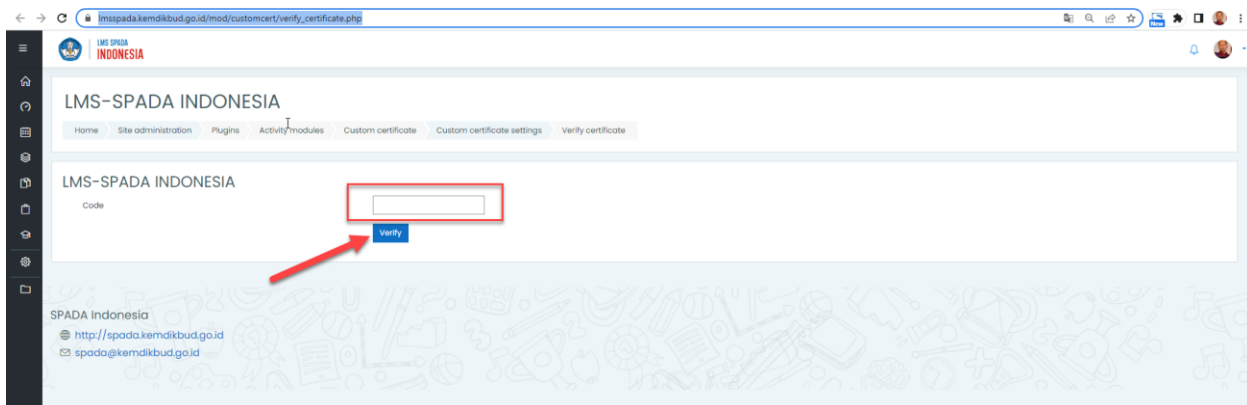 lmsspada.kemdikbud.go.id/mod/customcert/verify_certificate.php
New
LMS SPADA
INDONESIA
LMS-SPADA INDONESIA
Home Site administration Plugins Activity modules Custom certificate Custom certificate settings Verify certificate
LMS-SPADA INDONESIA
Code
Verify
SPADA Indonesia
http://spada.kemdikbud.go.id
spada@kemdikbud.go.id